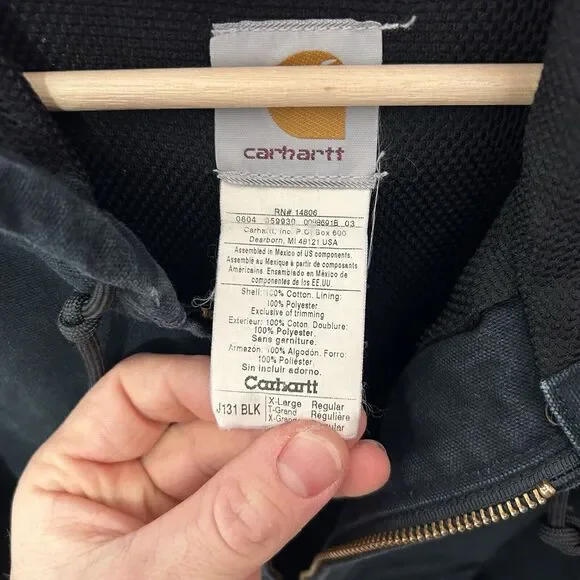 carhartt
RN# 14806
0804 059930 B 03
Carhartt, Inc. P.O. Box 600
Dearborn, MI 48121 USA
Assembled in Mexico of US components.
Assemblé au Mexique à partir de composants
Américains. Ensamblado en México de
componentes de los EE.UU.
Shell: 100% Cotton. Lining:
100% Polyester.
Exclusive of trimming
Exterieur: 100% Coton. Doublure:
100% Polyester.
Sans garniture.
Armazón: 100% Algodón. Forro:
100% Poliéster.
Sin incluir adorno.
Carhartt
J131 BLK X-Large Regular
T-Grand Regulière
X-Gran